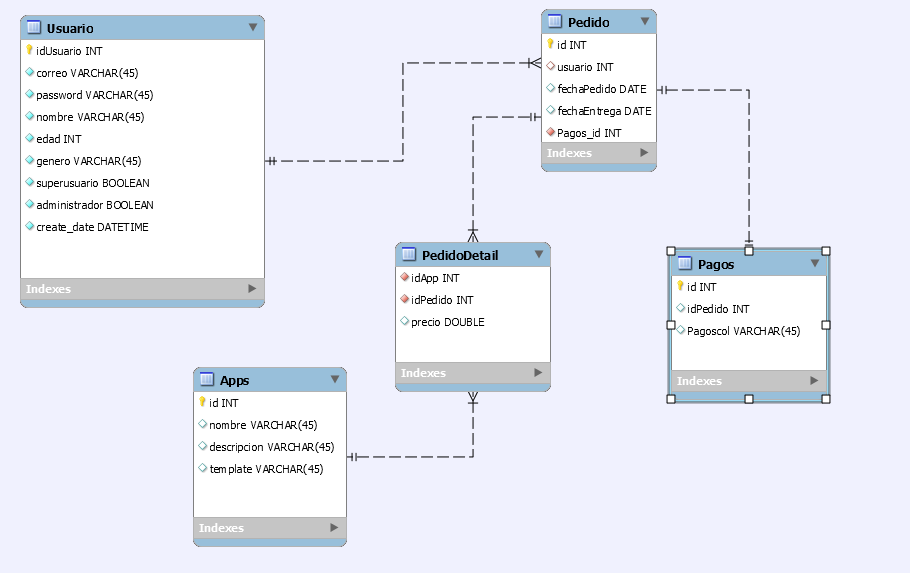 Usuario
idUsuario INT
correo VARCHAR(45)
password VARCHAR(45)
nombre VARCHAR(45)
edad INT
genero VARCHAR(45)
superusuario BOOLEAN
administrador BOOLEAN
create_date DATETIME
Indexes
Pedido
id INT
usuario INT
fechaPedido DATE
fechaEntrega DATE
Pagos_id INT
Indexes
PedidoDetail
idApp INT
idPedido INT
precio DOUBLE
Indexes
Pagos
id INT
idPedido INT
Pagoscol VARCHAR(45)
Indexes
Apps
id INT
nombre VARCHAR(45)
descripcion VARCHAR(45)
template VARCHAR(45)
Indexes